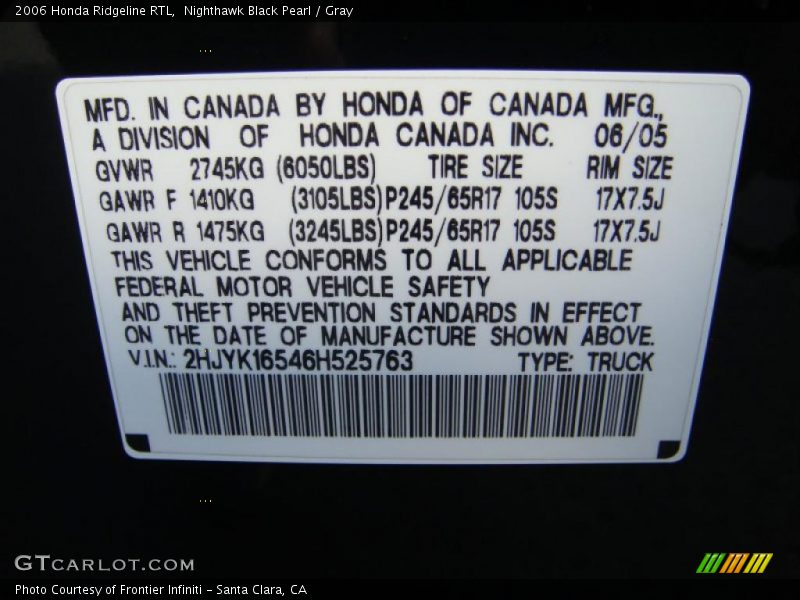 2006 Honda Ridgeline RTL,  Nighthawk Black Pearl / Gray
MFD. IN CANADA BY HONDA OF CANADA MFG.,
A DIVISION OF HONDA CANADA INC. 06/05
GVWR 2745KG (6050LBS) TIRE SIZE RIM SIZE
GAWR F 1410KG (3105LBS) P245/65R17 105S 17X7.5J
GAWR R 1475KG (3245LBS) P245/65R17 105S 17X7.5J
THIS VEHICLE CONFORMS TO ALL APPLICABLE
FEDERAL MOTOR VEHICLE SAFETY
AND THEFT PREVENTION STANDARDS IN EFFECT
ON THE DATE OF MANUFACTURE SHOWN ABOVE.
V.I.N.: 2HJYK16546H525763 TYPE: TRUCK
GTCARLOT.COM
Photo Courtesy of Frontier Infiniti - Santa Clara, CA